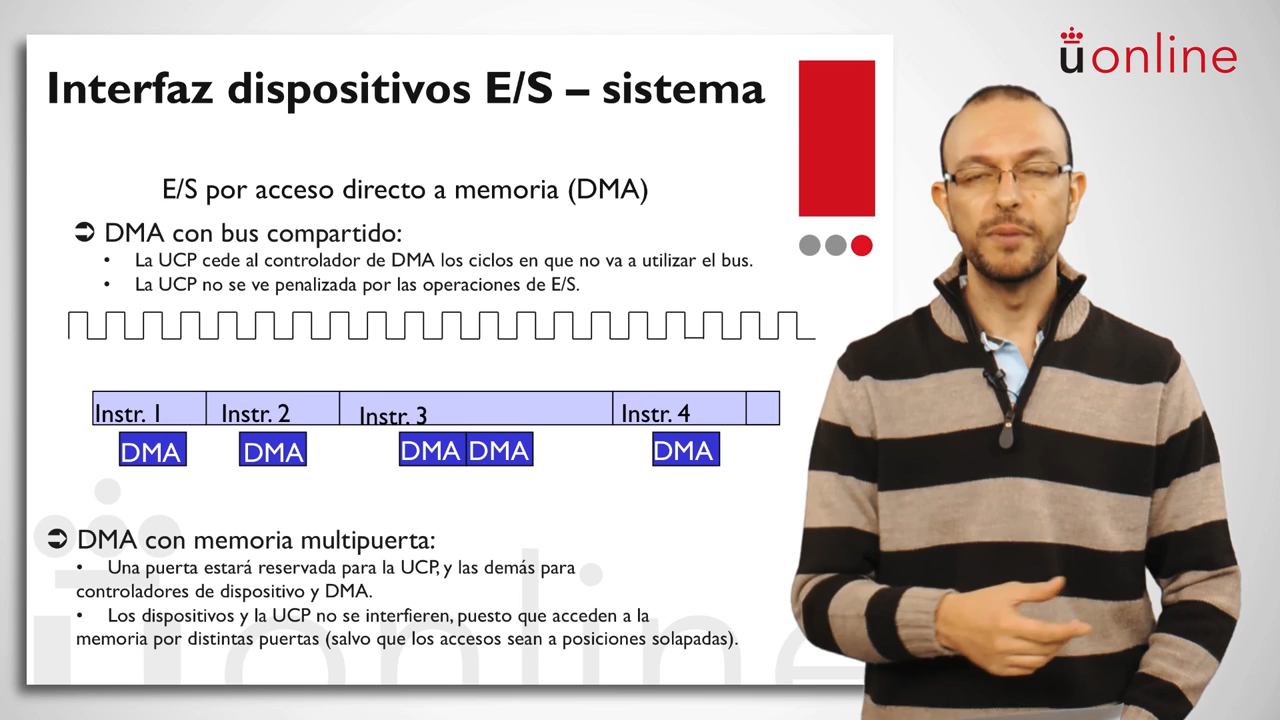 uonline
Interfaz dispositivos E/S – sistema
E/S por acceso directo a memoria (DMA)
➲ DMA con bus compartido:
• La UCP cede al controlador de DMA los ciclos en que no va a utilizar el bus.
• La UCP no se ve penalizada por las operaciones de E/S.
Instr. 1 Instr. 2 Instr. 3 Instr. 4
DMA DMA DMA DMA DMA
➲ DMA con memoria multipuerta:
• Una puerta estará reservada para la UCP, y las demás para
controladores de dispositivo y DMA.
• Los dispositivos y la UCP no se interfieren, puesto que acceden a la
memoria por distintas puertas (salvo que los accesos sean a posiciones solapadas).
uonline